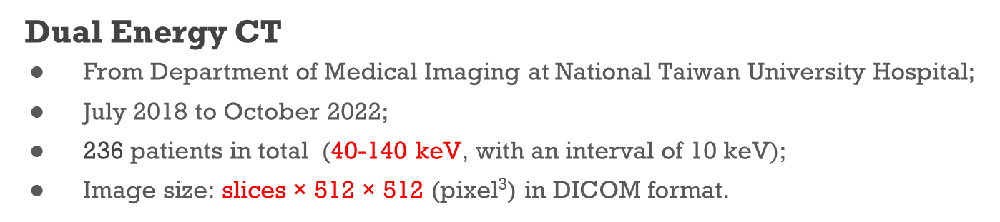 Dual Energy CT
● From Department of Medical Imaging at National Taiwan University Hospital;
● July 2018 to October 2022;
● 236 patients in total (40-140 keV, with an interval of 10 keV);
● Image size: slices × 512 × 512 (pixel³) in DICOM format.